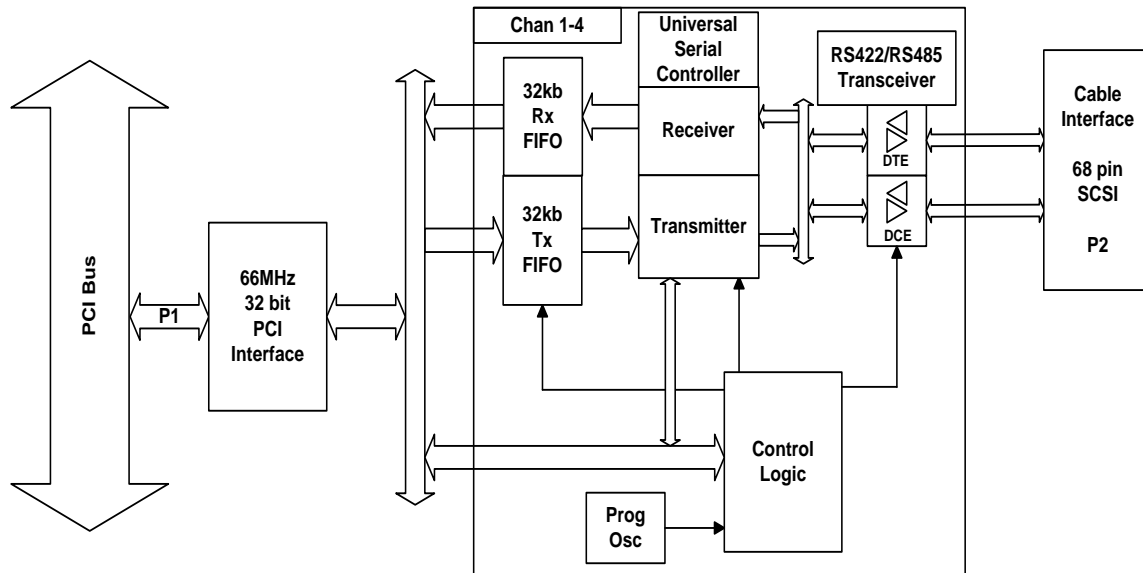 Chan 1-4
Universal
Serial
Controller
RS422/RS485
Transceiver
Cable
Interface
68 pin
SCSI
P2
32kb
Rx
FIFO
Receiver
DTE
32kb
Tx
FIFO
Transmitter
DCE
PCI Bus
P1
66MHz
32 bit
PCI
Interface
Control
Logic
Prog
Osc